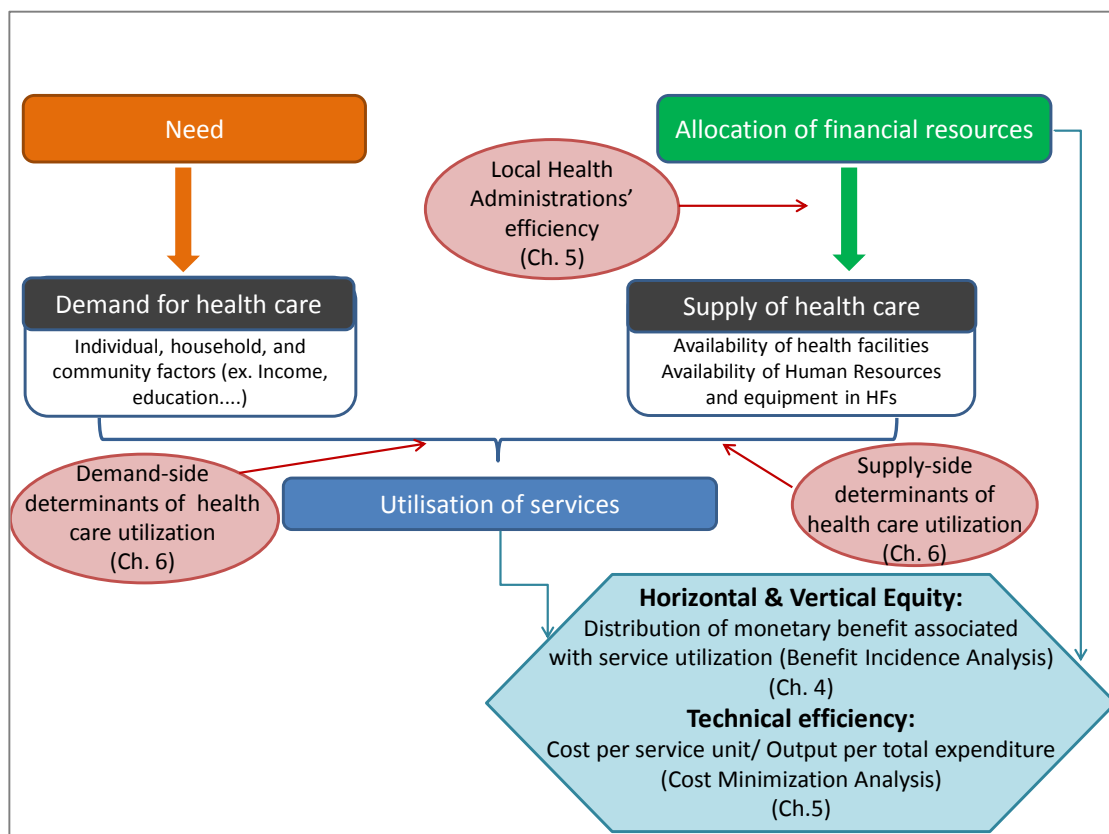 Need
Allocation of financial resources
Local Health
Administrations’
efficiency
(Ch. 5)
Demand for health care
Individual, household, and
community factors (ex. Income,
education....)
Supply of health care
Availability of health facilities
Availability of Human Resources
and equipment in HFs
Demand-side
determinants of health
care utilization
(Ch. 6)
Utilisation of services
Supply-side
determinants of
health care utilization
(Ch. 6)
Horizontal & Vertical Equity:
Distribution of monetary benefit associated
with service utilization (Benefit Incidence Analysis)
(Ch. 4)
Technical efficiency:
Cost per service unit/ Output per total expenditure
(Cost Minimization Analysis)
(Ch.5)